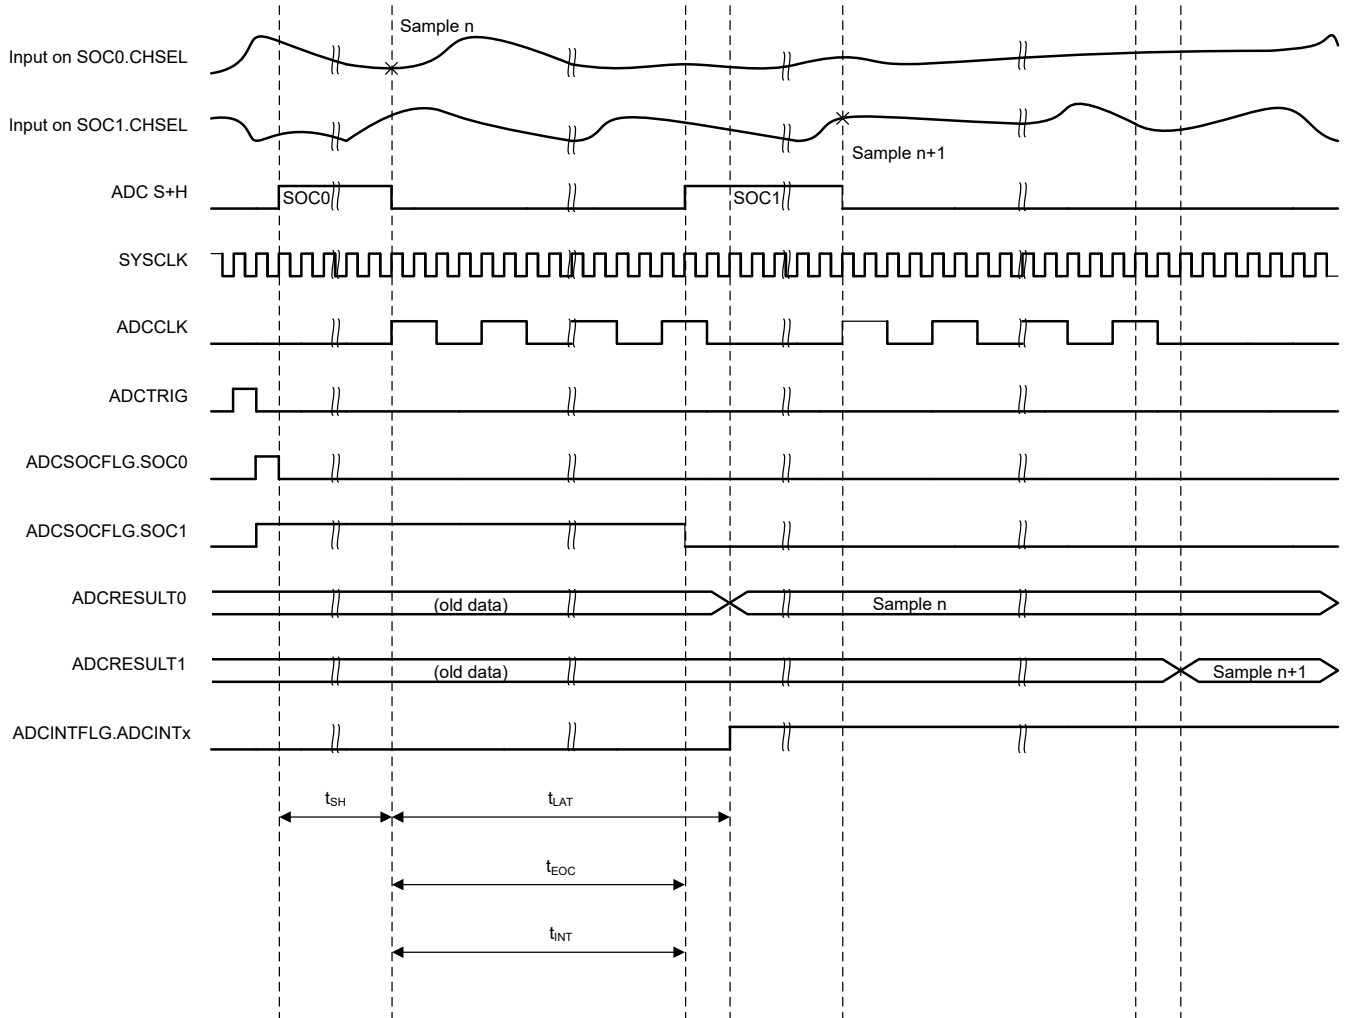 Sample n
Input on SOC0.CHSEL
Input on SOC1.CHSEL
Sample n+1
ADC S+H
SOC0
SOC1
SYSCLK
ADCCLK
ADCTRIG
ADCSOCFLG.SOC0
ADCSOCFLG.SOC1
ADCRESULT0
(old data)
Sample n
ADCRESULT1
(old data)
Sample n+1
ADCINTFLG.ADCINTx
tSH
tLAT
tEOC
tINT